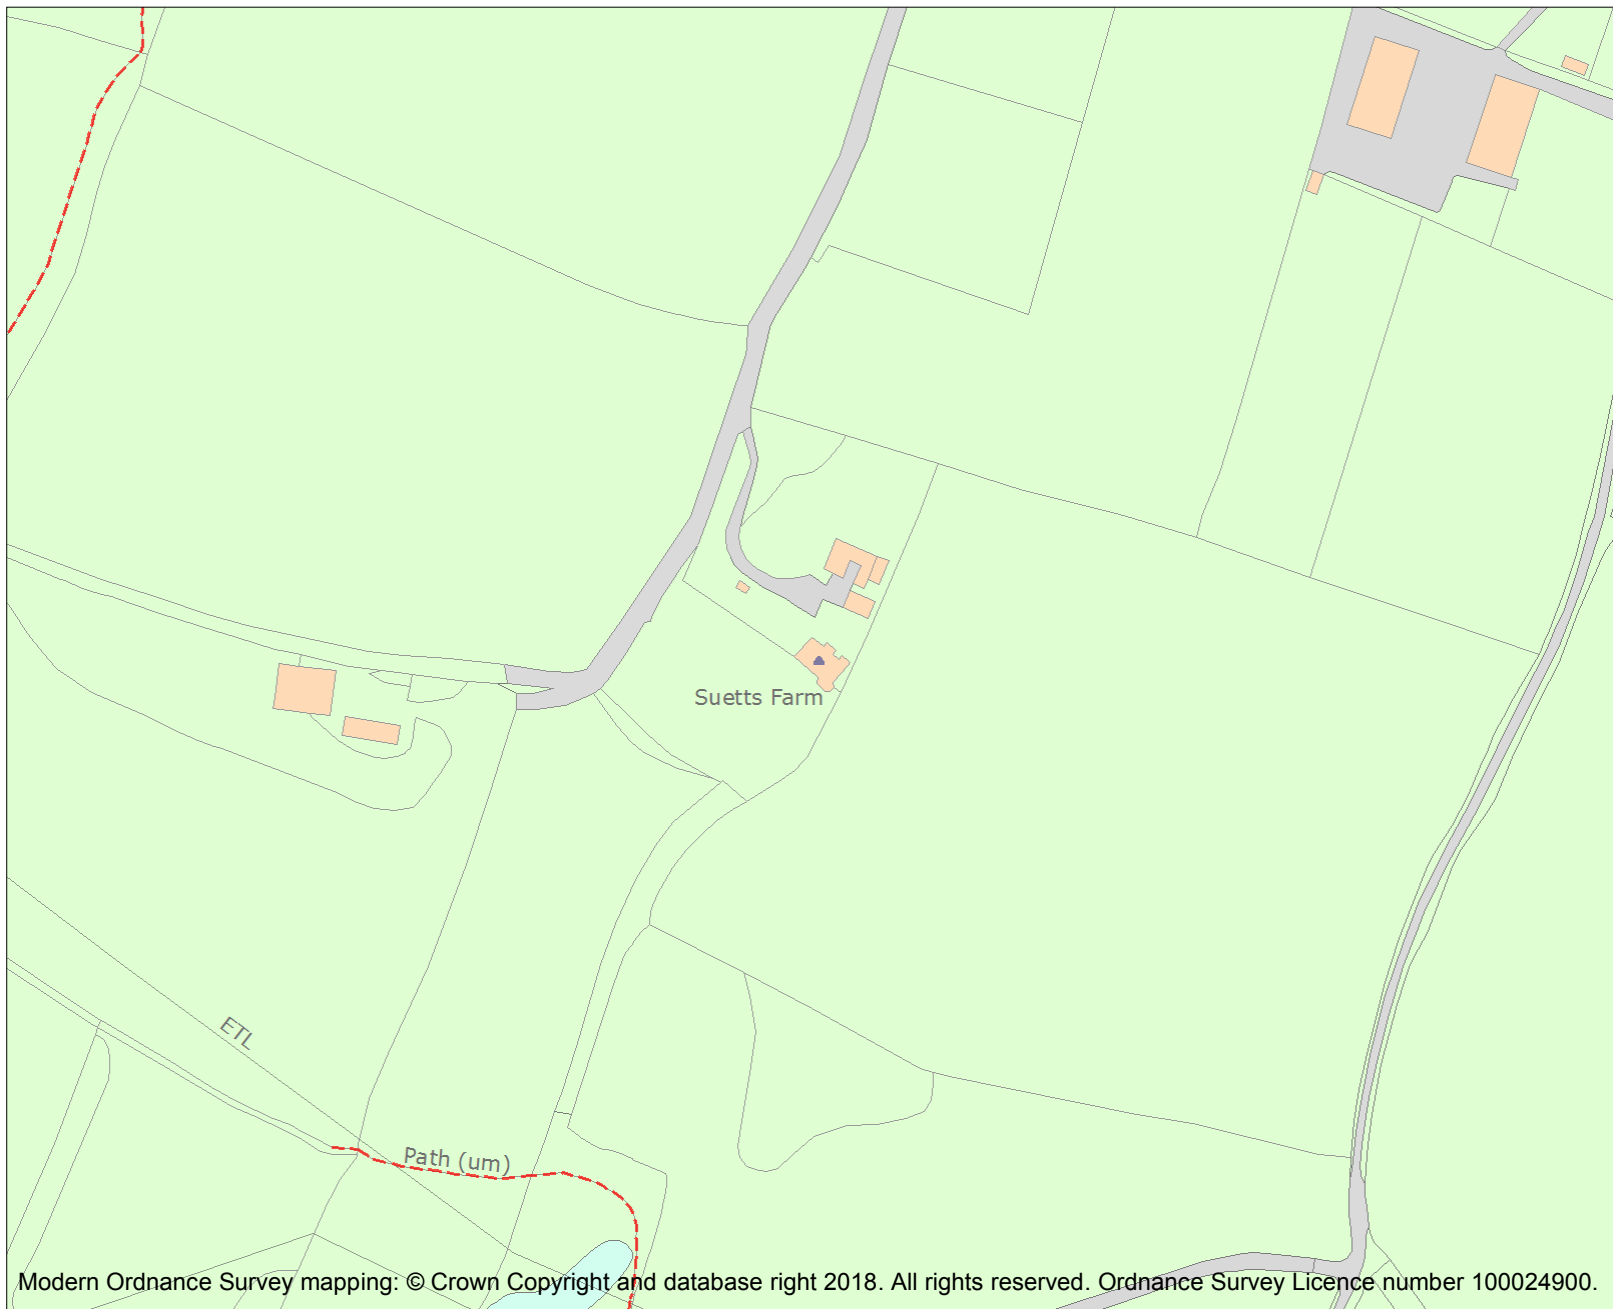 Suetts Farm
ETL
Path (um)
Modern Ordnance Survey mapping: © Crown Copyright and database right 2018. All rights reserved. Ordnance Survey Licence number 100024900.